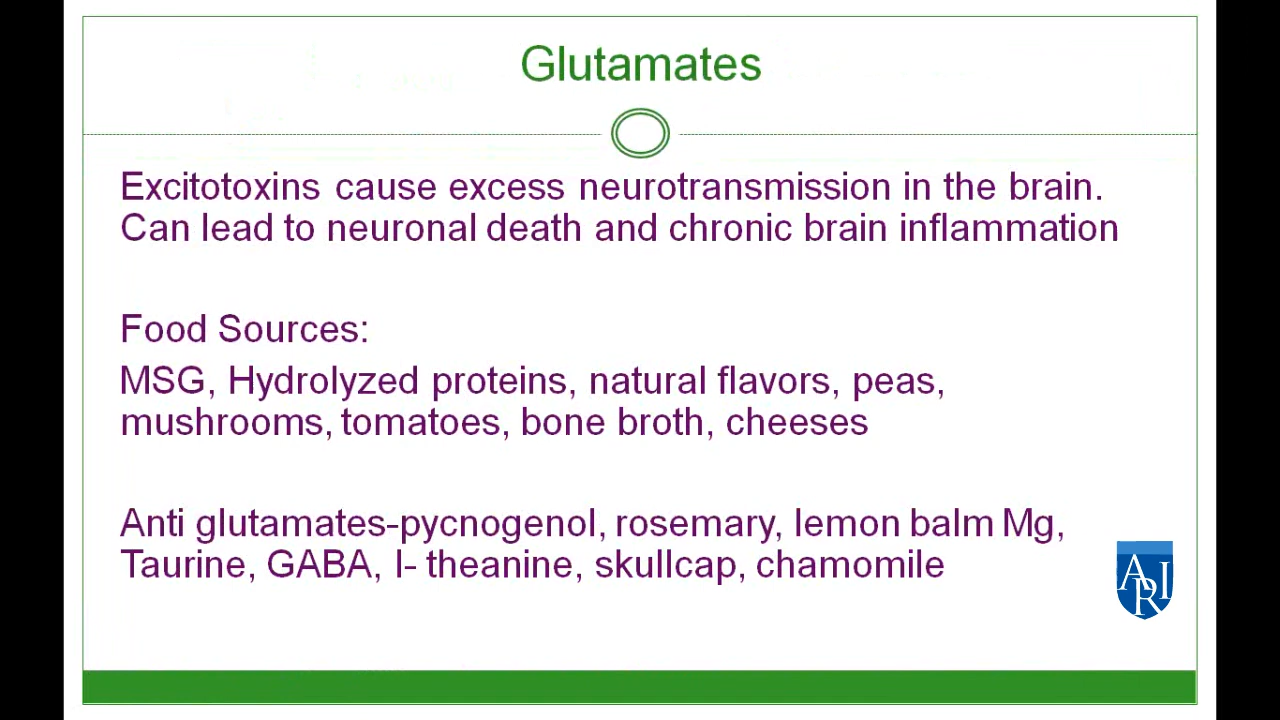 Glutamates
Excitotoxins cause excess neurotransmission in the brain.
Can lead to neuronal death and chronic brain inflammation
Food Sources:
MSG, Hydrolyzed proteins, natural flavors, peas,
mushrooms, tomatoes, bone broth, cheeses
Anti glutamates-pycnogenol, rosemary, lemon balm Mg,
Taurine, GABA, l- theanine, skullcap, chamomile
ARI